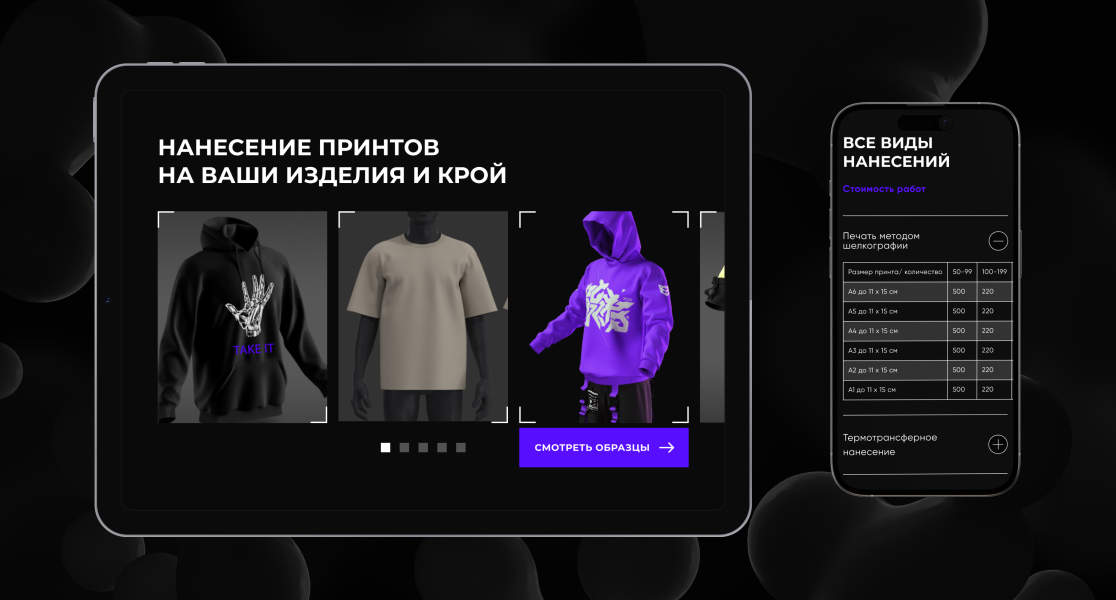 НАНЕСЕНИЕ ПРИНТОВ
НА ВАШИ ИЗДЕЛИЯ И КРОЙ
TAKE IT
СМОТРЕТЬ ОБРАЗЦЫ
ВСЕ ВИДЫ
НАНЕСЕНИЙ
Стоимость работ
Печать методом
шелкографии
Размер принта/ количество 50-99 100-199
А6 до 11 х 15 см 500 220
А5 до 11 х 15 см 500 220
А4 до 11 х 15 см 500 220
А3 до 11 х 15 см 500 220
А2 до 11 х 15 см 500 220
А1 до 11 х 15 см 500 220
Термотрансферное
нанесение